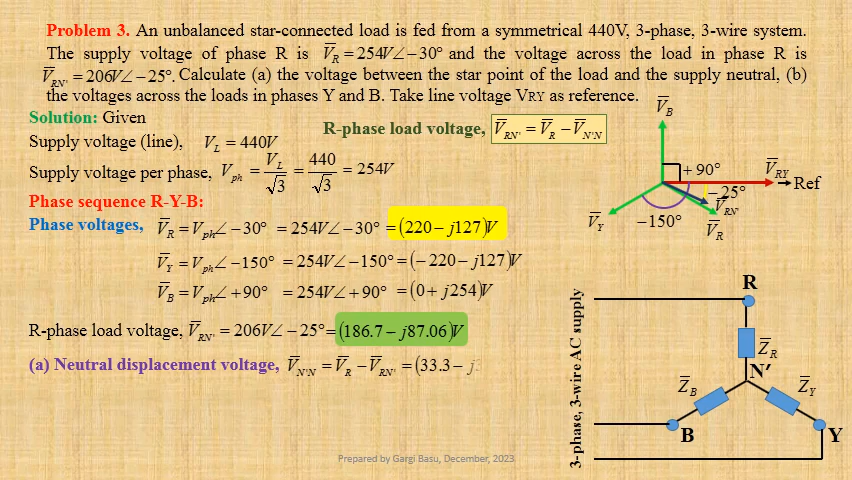 Problem 3. An unbalanced star-connected load is fed from a symmetrical 440V, 3-phase, 3-wire system.
The supply voltage of phase R is V̅R = 254V∠−30° and the voltage across the load in phase R is
V̅RN' = 206V∠−25°. Calculate (a) the voltage between the star point of the load and the supply neutral, (b)
the voltages across the loads in phases Y and B. Take line voltage VRY as reference.
Solution: Given
R-phase load voltage, V̅RN' = V̅R − V̅N'N
Supply voltage (line), VL = 440V
Supply voltage per phase, Vph = VL/√3 = 440/√3 = 254V
Phase sequence R-Y-B:
Phase voltages, V̅R = Vph∠−30° = 254V∠−30° = (220 − j127)V
V̅Y = Vph∠−150° = 254V∠−150° = (−220 − j127)V
V̅B = Vph∠+90° = 254V∠+90° = (0 + j254)V
R-phase load voltage, V̅RN' = 206V∠−25° = (186.7 − j87.06)V
(a) Neutral displacement voltage, V̅N'N = V̅R − V̅RN' = (33.3 − j
V̅B
+90°
V̅RY
Ref
−25°
V̅RN'
V̅Y
−150°
V̅R
3-phase, 3-wire AC supply
R
Z̅R
N′
Z̅B
Z̅Y
B
Y
Prepared by Gargi Basu, December, 2023